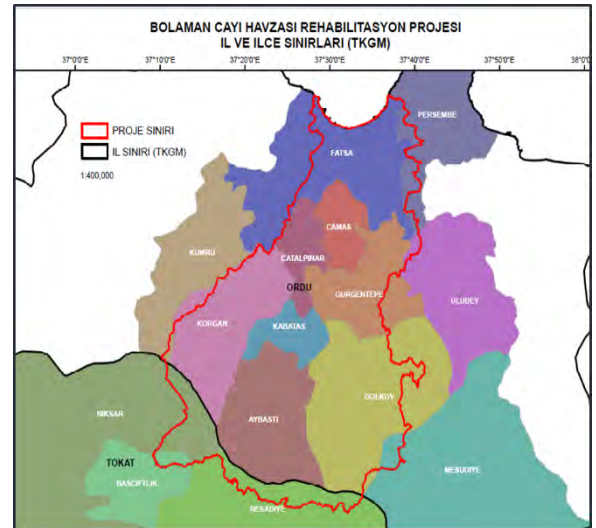 BOLAMAN CAYI HAVZASI REHABILITASYON PROJESI
IL VE ILCE SINIRLARI (TKGM)
37°0'0"E 37°10'0"E 37°20'0"E 37°30'0"E 37°40'0"E 37°50'0"E 38°0'
PROJE SINIRI
IL SINIRI (TKGM)
1:400,000
PERSEMBE
FATSA
CAMAS
KUMRU
CATALPINAR
ORDU
GURGENTEPE
ULUBEY
KORGAN
KABATAS
GOLKOY
NIKSAR
AYBASTI
TOKAT
MESUDIYE
BASCIFTLIK
RESADIYE